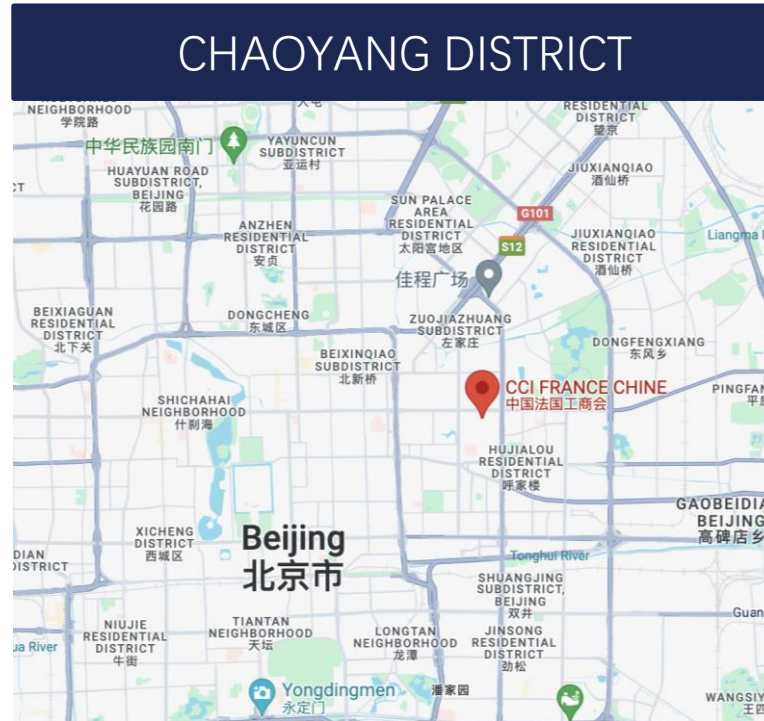 CHAOYANG DISTRICT
NEIGHBORHOOD
学院路
RESIDENTIAL
DISTRICT
望京
中华民族园南门
YAYUNCUN
SUBDISTRICT
亚运村
HUAYUAN ROAD
SUBDISTRICT,
BEIJING
花园路
JIUXIANQIAO
酒仙桥
CT
SUN PALACE
AREA
RESIDENTIAL
DISTRICT
太阳宫地区
G101
S12
ANZHEN
RESIDENTIAL
DISTRICT
安贞
JIUXIANQIAO
RESIDENTIAL
DISTRICT
酒仙桥
Liangma
佳程广场
BEIXIAGUAN
RESIDENTIAL
DISTRICT
北下关
DONGCHENG
东城区
ZUOJIAZHUANG
SUBDISTRICT
左家庄
DONGFENGXIANG
东风乡
BEIXINQIAO
SUBDISTRICT
北新桥
CCI FRANCE CHINE
中国法国工商会
PINGFAN
平
SHICHAHAI
NEIGHBORHOOD
什刹海
HUJIALOU
RESIDENTIAL
DISTRICT
呼家楼
GAOBEIDIA
BEIJING
高碑店乡
XICHENG
DISTRICT
西城区
Beijing
北京市
DIAN
DISTRICT
Tonghui River
SHUANGJING
SUBDISTRICT,
BEIJING
双井
Guan
NIUJIE
RESIDENTIAL
DISTRICT
牛街
TIANTAN
NEIGHBORHOOD
天坛
LONGTAN
NEIGHBORHOOD
龙潭
JINSONG
RESIDENTIAL
DISTRICT
劲松
ua River
Yongdingmen
永定门
潘家园
WANGSIY
王四